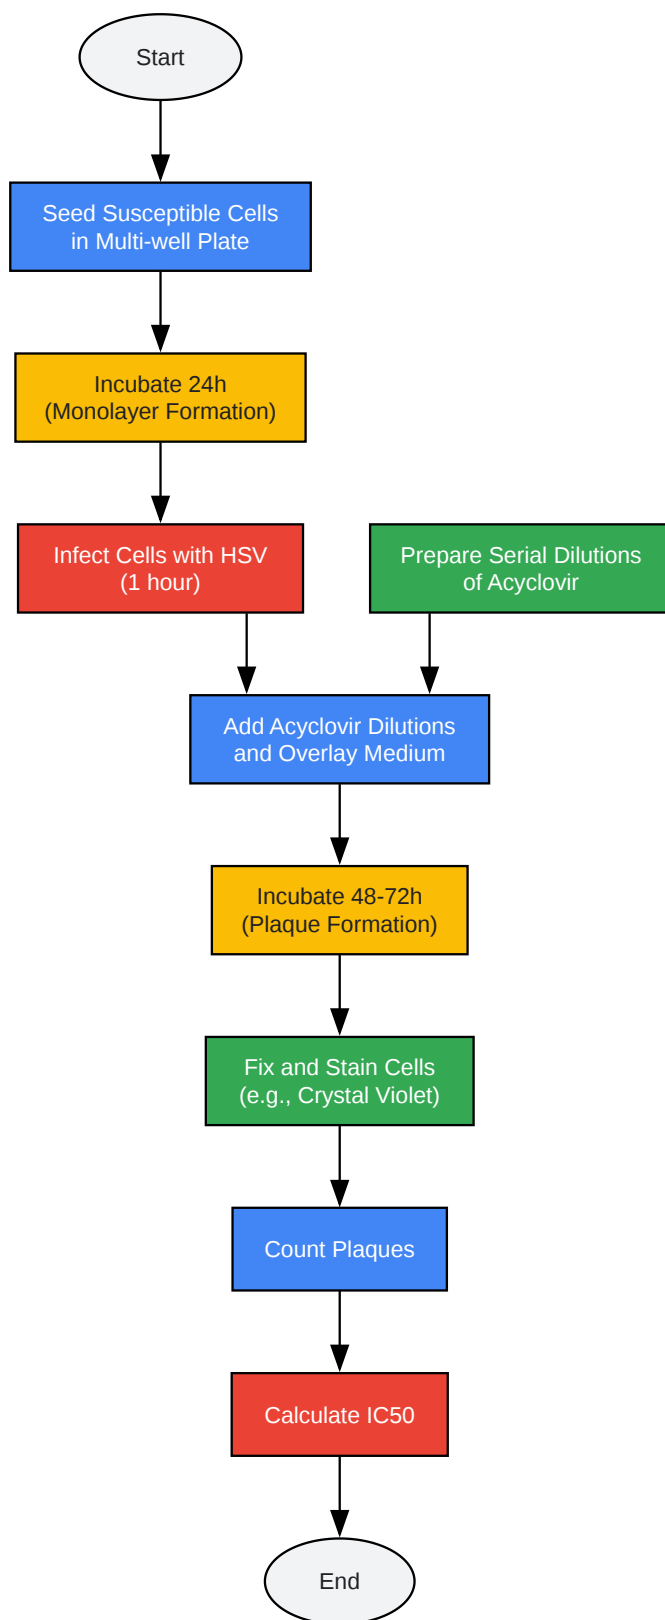 Start
Seed Susceptible Cells
in Multi-well Plate
Incubate 24h
(Monolayer Formation)
Infect Cells with HSV
(1 hour)
Prepare Serial Dilutions
of Acyclovir
Add Acyclovir Dilutions
and Overlay Medium
Incubate 48-72h
(Plaque Formation)
Fix and Stain Cells
(e.g., Crystal Violet)
Count Plaques
Calculate IC50
End